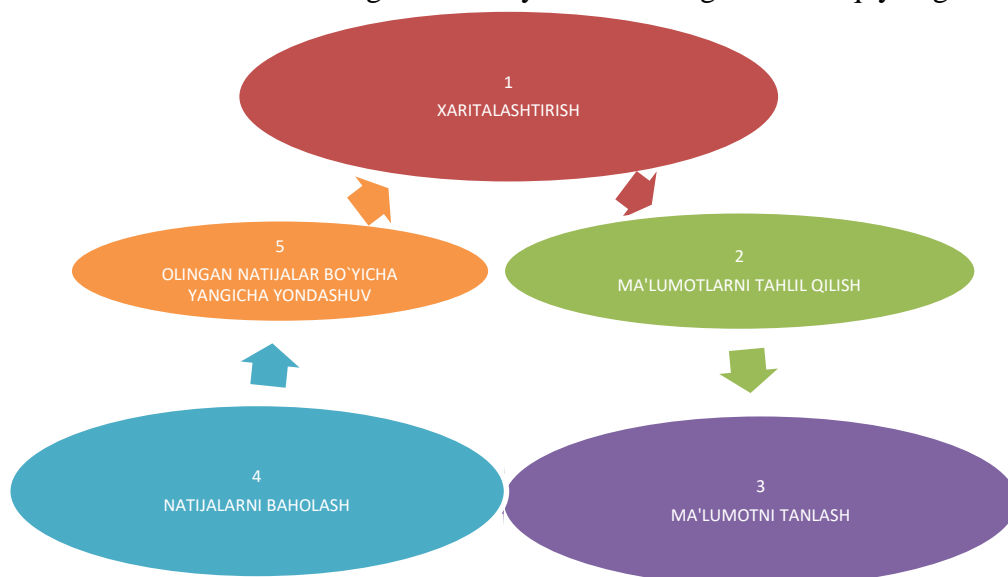 1
XARITALASHTIRISH
5
OLINGAN NATIJALAR BO`YICHA
YANGICHA YONDASHUV
2
MA'LUMOTLARNI TAHLIL QILISH
4
NATIJALARNI BAHOLASH
3
MA'LUMOTNI TANLASH